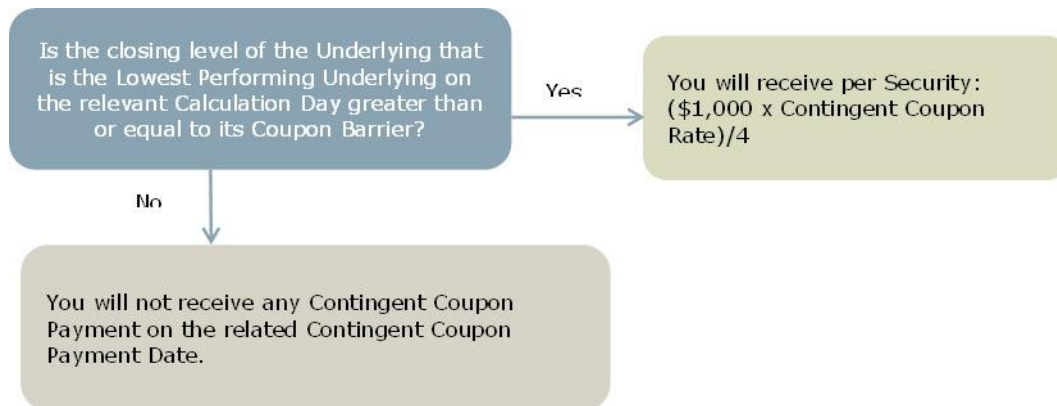 Is the closing level of the Underlying that
is the Lowest Performing Underlying on
the relevant Calculation Day greater than
or equal to its Coupon Barrier?
Yes
You will receive per Security:
($1,000 x Contingent Coupon
Rate)/4
No
You will not receive any Contingent Coupon
Payment on the related Contingent Coupon
Payment Date.